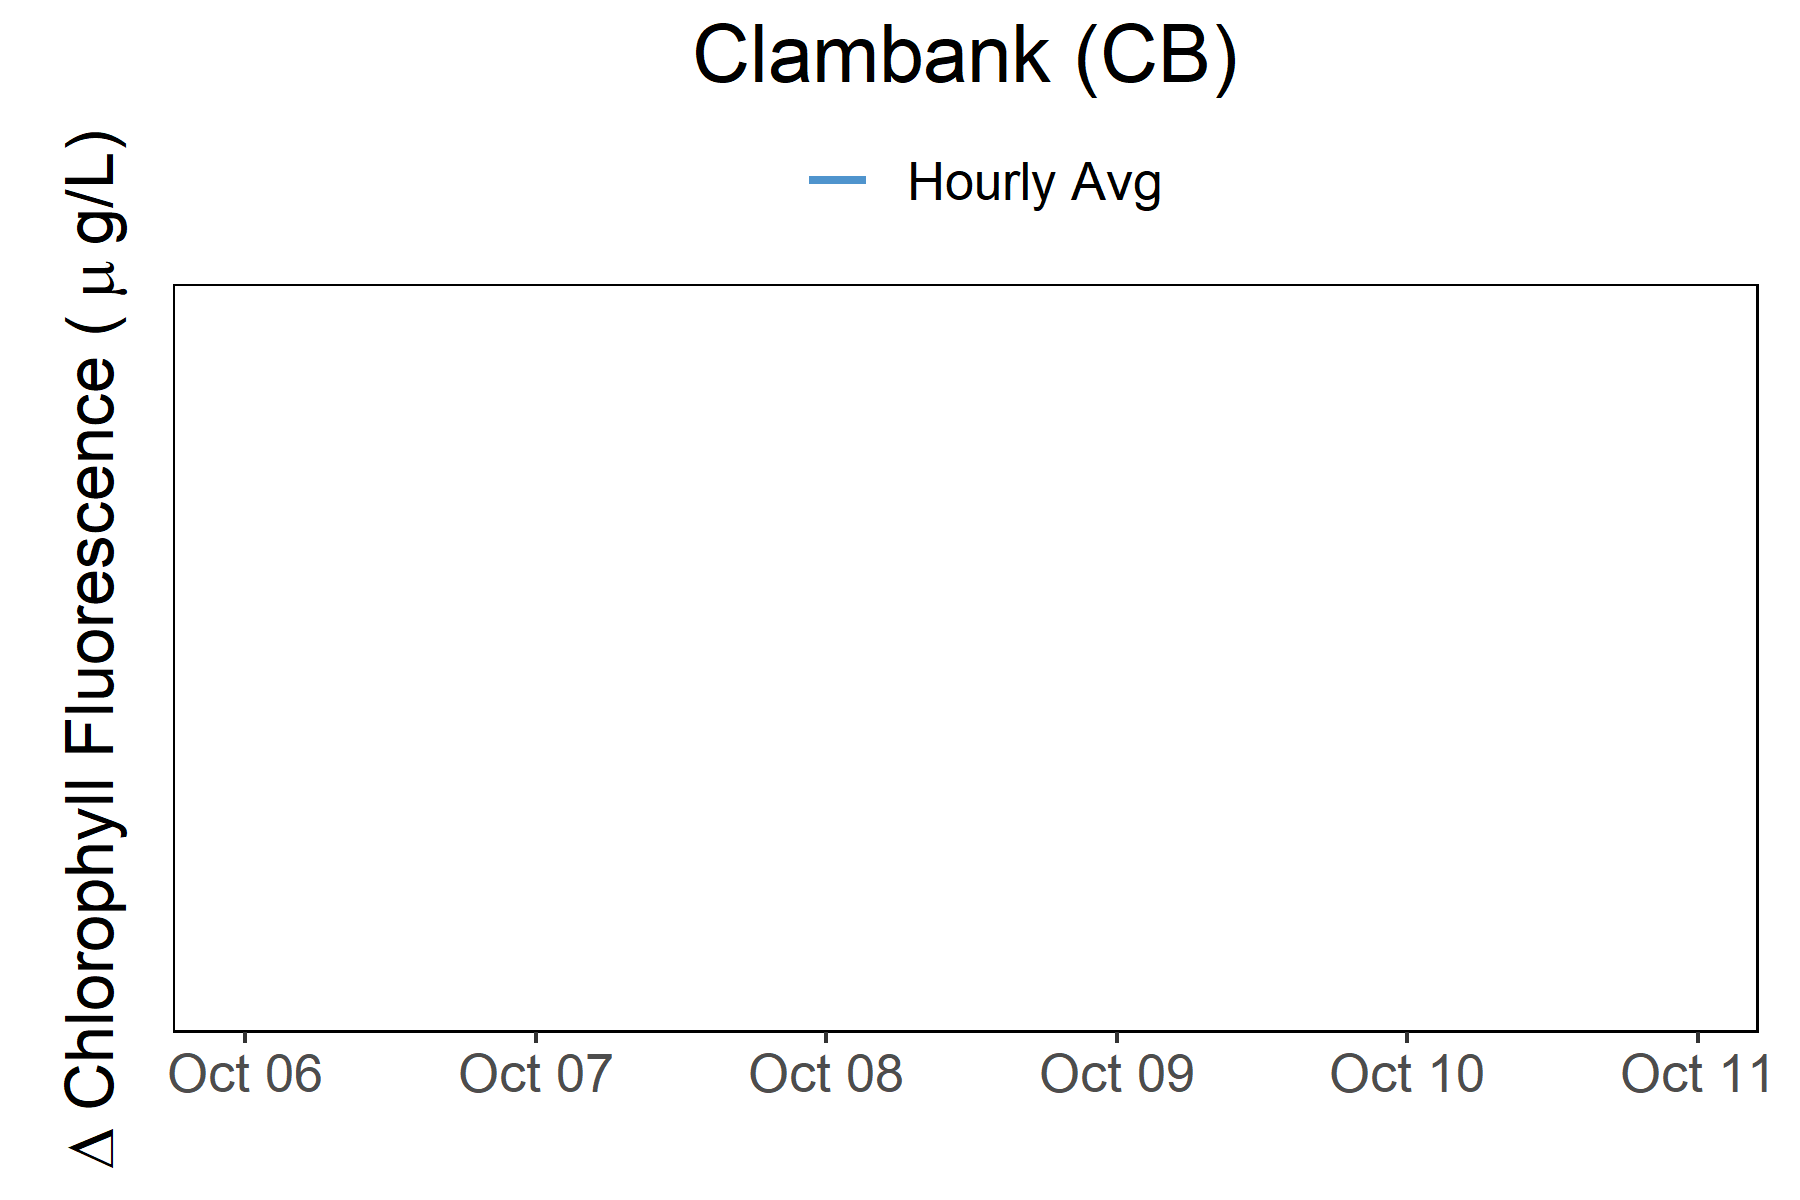 Clambank (CB)
Hourly Avg
Δ Chlorophyll Fluorescence ( μ g/L)
Oct 06 Oct 07 Oct 08 Oct 09 Oct 10 Oct 11